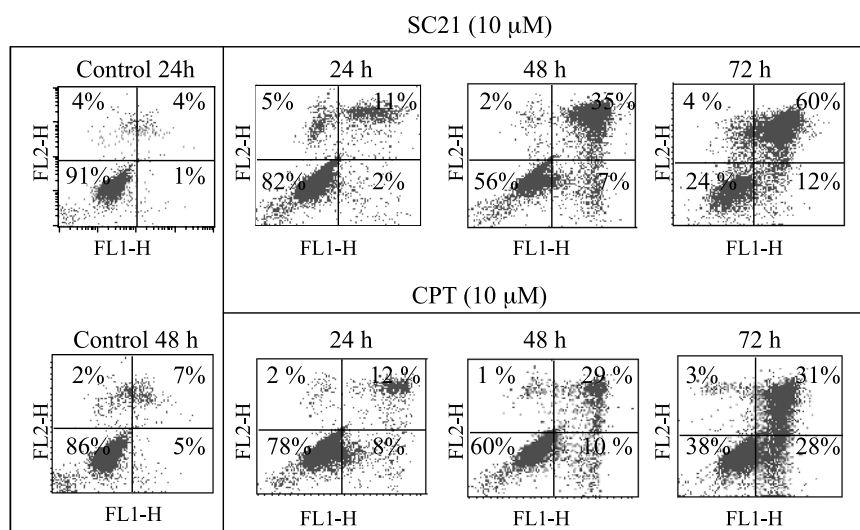 SC21 (10 µM)
Control 24h
24 h
48 h
72 h
4%
4%
5%
11%
2%
35%
4 %
60%
91%
1%
82%
2%
56%
7%
24 %
12%
FL2-H
FL2-H
FL2-H
FL2-H
FL1-H
FL1-H
FL1-H
FL1-H
CPT (10 µM)
Control 48 h
24 h
48 h
72 h
2%
7%
2 %
12 %
1 %
29 %
3%
31%
86%
5%
78%
8%
60%
10 %
38%
28%
FL2-H
FL2-H
FL2-H
FL2-H
FL1-H
FL1-H
FL1-H
FL1-H